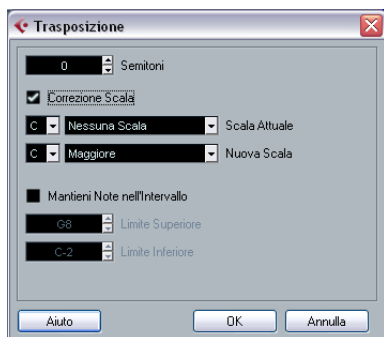 Trasposizione
0 Semitoni
Correzione Scala
C Nessuna Scala Scala Attuale
C Maggiore Nuova Scala
Mantieni Note nell'Intervallo
G8 Limite Superiore
C-2 Limite Inferiore
Aiuto OK Annulla